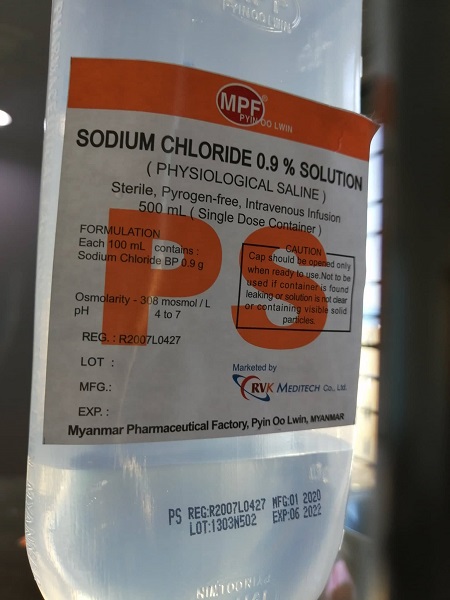 PYIN OO LWIN
MPF
PYIN OO LWIN
SODIUM CHLORIDE 0.9 % SOLUTION
( PHYSIOLOGICAL SALINE )
Sterile, Pyrogen-free, Intravenous Infusion
500 mL ( Single Dose Container )
PS
FORMULATION
Each 100 mL contains :
Sodium Chloride BP 0.9 g
Osmolarity - 308 mosmol / L
pH 4 to 7
CAUTION
Cap should be opened only
when ready to use.Not to be
used if container is found
leaking or solution is not clear
or containing visible solid
particles.
REG. : R2007L0427
LOT :
MFG.:
EXP. :
Marketed by
RVK MEDITECH Co., Ltd.
Myanmar Pharmaceutical Factory, Pyin Oo Lwin, MYANMAR
PS REG:R2007L0427 MFG:01 2020
LOT:1303N502 EXP:06 2022